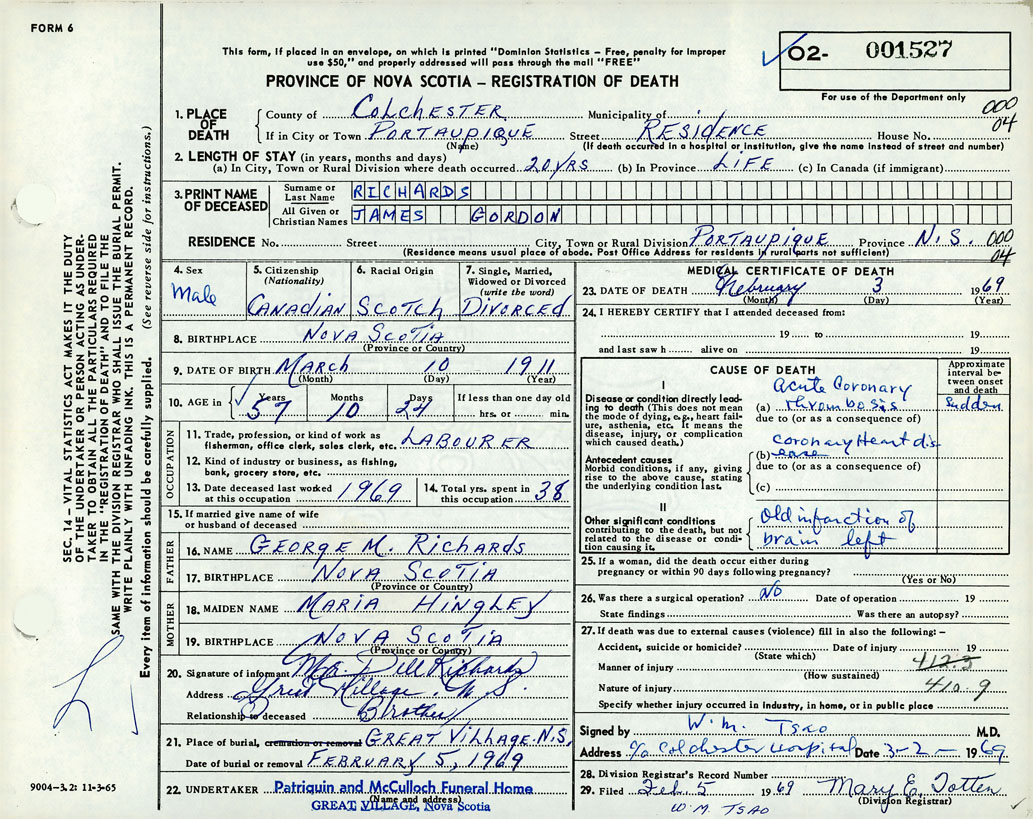 FORM 6
This form, if placed in an envelope, on which is printed "Dominion Statistics – Free, penalty for improper
use $50," and properly addressed will pass through the mail "FREE"
O2- 001527
For use of the Department only
PROVINCE OF NOVA SCOTIA – REGISTRATION OF DEATH
000
04
1. PLACE OF DEATH
County of COLCHESTER Municipality of
If in City or Town PORTAUPIQUE Street RESIDENCE House No.
(Name) (If death occurred in a hospital or institution, give the name instead of street and number)
2. LENGTH OF STAY (in years, months and days)
(a) In City, Town or Rural Division where death occurred 20 YRS (b) In Province LIFE (c) In Canada (if immigrant)
3. PRINT NAME OF DECEASED
Surname or Last Name RICHARDS
All Given or Christian Names JAMES GORDON
RESIDENCE No. Street City, Town or Rural Division PORTAUPIQUE Province N.S. 000
04
(Residence means usual place of abode. Post Office Address for residents in rural parts not sufficient)
4. Sex Male
5. Citizenship (Nationality) CANADIAN
6. Racial Origin SCOTCH
7. Single, Married, Widowed or Divorced (write the word) DIVORCED
8. BIRTHPLACE NOVA SCOTIA
(Province or Country)
9. DATE OF BIRTH MARCH 10 1911
(Month) (Day) (Year)
10. AGE in Years 57 Months 10 Days 24 If less than one day old
hrs. or min.
OCCUPATION
11. Trade, profession, or kind of work as
fisherman, office clerk, sales clerk, etc. LABOURER
12. Kind of industry or business, as fishing,
bank, grocery store, etc.
13. Date deceased last worked
at this occupation 1969
14. Total yrs. spent in
this occupation 38
15. If married give name of wife
or husband of deceased
FATHER
16. NAME GEORGE M. RICHARDS
17. BIRTHPLACE NOVA SCOTIA
(Province or Country)
MOTHER
18. MAIDEN NAME MARIA HINGLEY
19. BIRTHPLACE NOVA SCOTIA
(Province or Country)
20. Signature of informant Richards
Address Great Village, N.S.
Relationship to deceased Brother
21. Place of burial, cremation or removal GREAT VILLAGE, N.S.
Date of burial or removal FEBRUARY 5, 1969
22. UNDERTAKER Patriquin and McCulloch Funeral Home
(Name and address)
GREAT VILLAGE, Nova Scotia
MEDICAL CERTIFICATE OF DEATH
23. DATE OF DEATH February 3 1969
(Month) (Day) (Year)
24. I HEREBY CERTIFY that I attended deceased from:
19 to 19
and last saw h alive on 19
CAUSE OF DEATH
Approximate interval between onset and death
I
Disease or condition directly leading
to death (This does not mean
the mode of dying, e.g., heart failure,
asthenia, etc. It means the
disease, injury, or complication
which caused death.)
(a) Acute Coronary
thrombosis Sudden
due to (or as a consequence of)
Antecedent causes
Morbid conditions, if any, giving
rise to the above cause, stating
the underlying condition last.
(b) Coronary Heart dis
ease
due to (or as a consequence of)
(c)
II
Other significant conditions
contributing to the death, but not
related to the disease or condition
causing it.
Old infarction of
brain left
25. If a woman, did the death occur either during
pregnancy or within 90 days following pregnancy?
(Yes or No)
26. Was there a surgical operation? NO Date of operation 19
State findings Was there an autopsy?
27. If death was due to external causes (violence) fill in also the following: –
Accident, suicide or homicide? Date of injury 19
(State which)
Manner of injury 412.3
(How sustained)
Nature of injury 410.9
Specify whether injury occurred in industry, in home, or in public place
Signed by W. M. TSAO M.D.
Address c/o Colchester Hospital Date 3–2– 1969
28. Division Registrar's Record Number
29. Filed Feb. 5 1969 Mary E. Totten
(Division Registrar)
W M TSAO
SEC. 14 – VITAL STATISTICS ACT MAKES IT THE DUTY
OF THE UNDERTAKER OR PERSON ACTING AS UNDERTAKER
TO OBTAIN ALL THE PARTICULARS REQUIRED
IN THE "REGISTRATION OF DEATH" AND TO FILE THE
SAME WITH THE DIVISION REGISTRAR WHO SHALL ISSUE THE BURIAL PERMIT.
WRITE PLAINLY WITH UNFADING INK. THIS IS A PERMANENT RECORD.
Every item of information should be carefully supplied. (See reverse side for instructions.)
9004–3.2: 11-3-65